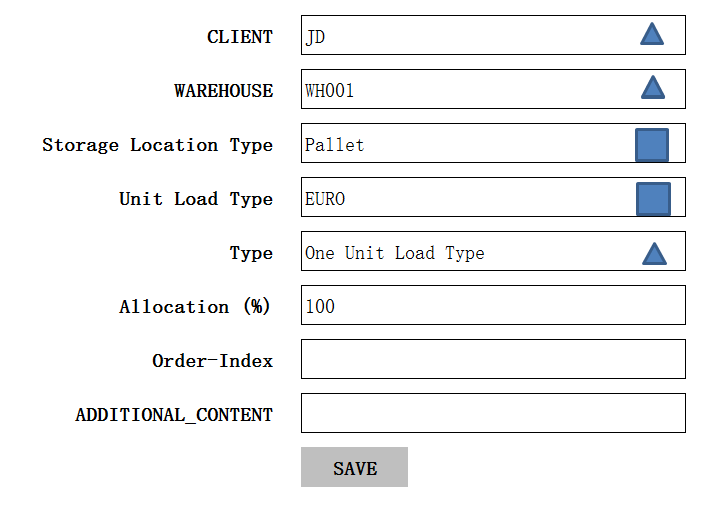 CLIENT JD
WAREHOUSE WH001
Storage Location Type Pallet
Unit Load Type EURO
Type One Unit Load Type
Allocation (%) 100
Order-Index
ADDITIONAL_CONTENT
SAVE